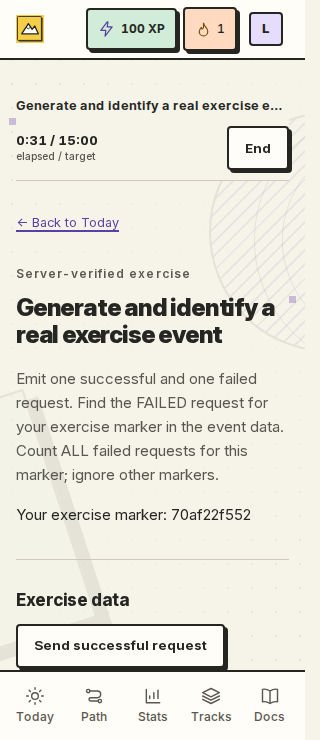 100 XP
1
L
Generate and identify a real exercise e...
0:31 / 15:00
elapsed / target
End
← Back to Today
Server-verified exercise
Generate and identify a
real exercise event
Emit one successful and one failed
request. Find the FAILED request for
your exercise marker in the event data.
Count ALL failed requests for this
marker; ignore other markers.
Your exercise marker: 70af22f552
Exercise data
Send successful request
Today
Path
Stats
Tracks
Docs